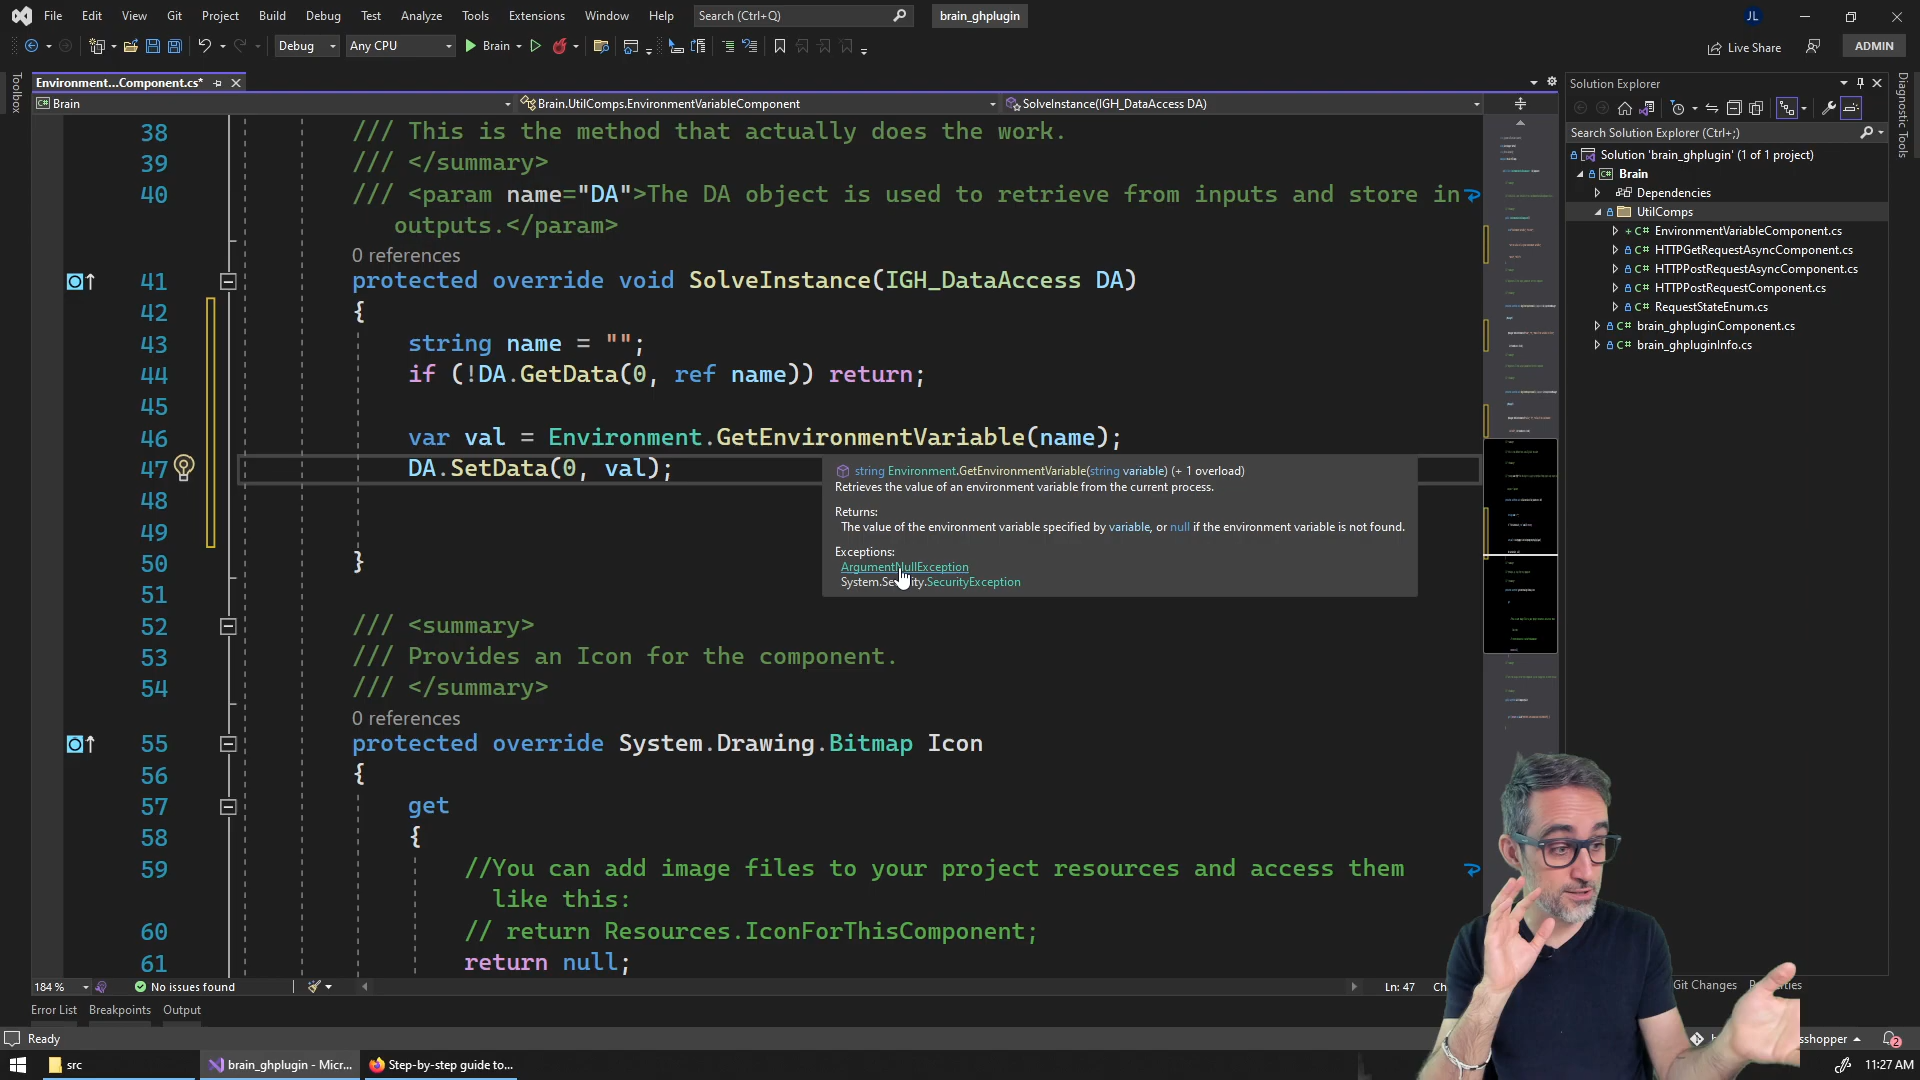 File Edit View Git Project Build Debug Test Analyze Tools Extensions Window Help Search (Ctrl+Q) brain_ghplugin JL
Debug Any CPU Brain Live Share ADMIN
Toolbox
Environment...Component.cs*
Brain Brain.UtilComps.EnvironmentVariableComponent SolveInstance(IGH_DataAccess DA)
38 /// This is the method that actually does the work.
39 /// </summary>
40 /// <param name="DA">The DA object is used to retrieve from inputs and store in
outputs.</param>
0 references
41 protected override void SolveInstance(IGH_DataAccess DA)
42 {
43 string name = "";
44 if (!DA.GetData(0, ref name)) return;
45
46 var val = Environment.GetEnvironmentVariable(name);
47 DA.SetData(0, val);
48
49
50 }
51
52 /// <summary>
53 /// Provides an Icon for the component.
54 /// </summary>
0 references
55 protected override System.Drawing.Bitmap Icon
56 {
57 get
58 {
59 //You can add image files to your project resources and access them
like this:
60 // return Resources.IconForThisComponent;
61 return null;
string Environment.GetEnvironmentVariable(string variable) (+ 1 overload)
Retrieves the value of an environment variable from the current process.
Returns:
The value of the environment variable specified by variable, or null if the environment variable is not found.
Exceptions:
ArgumentNullException
SecurityException
Solution Explorer
Search Solution Explorer (Ctrl+;)
Solution 'brain_ghplugin' (1 of 1 project)
Brain
Dependencies
UtilComps
EnvironmentVariableComponent.cs
HTTPGetRequestAsyncComponent.cs
HTTPPostRequestAsyncComponent.cs
HTTPPostRequestComponent.cs
RequestStateEnum.cs
brain_ghpluginComponent.cs
brain_ghpluginInfo.cs
Diagnostic Tools
184 % No issues found Ln: 47
Git Changes
Error List Breakpoints Output
Ready 2
src brain_ghplugin - Micr... Step-by-step guide to... 11:27 AM